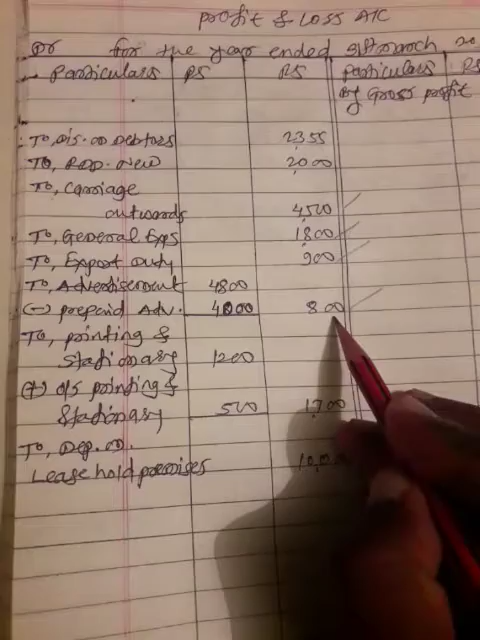 profit & Loss A/C
Dr for the year ended 31st march
Particulars RS RS Particulars RS
By Gross profit
To, Dis. on Debtors 2355
To, RDD. New 2000
To, Carriage
outwards 4500
To, General Exps 1800
To, Export Duty 900
To, Advertisement 4800
(-) prepaid Adv. 4000 800
To, printing &
Stationary 1200
(+) o/s printing &
Stationary 500 1700
To, Dep. on.
Lease hold premises